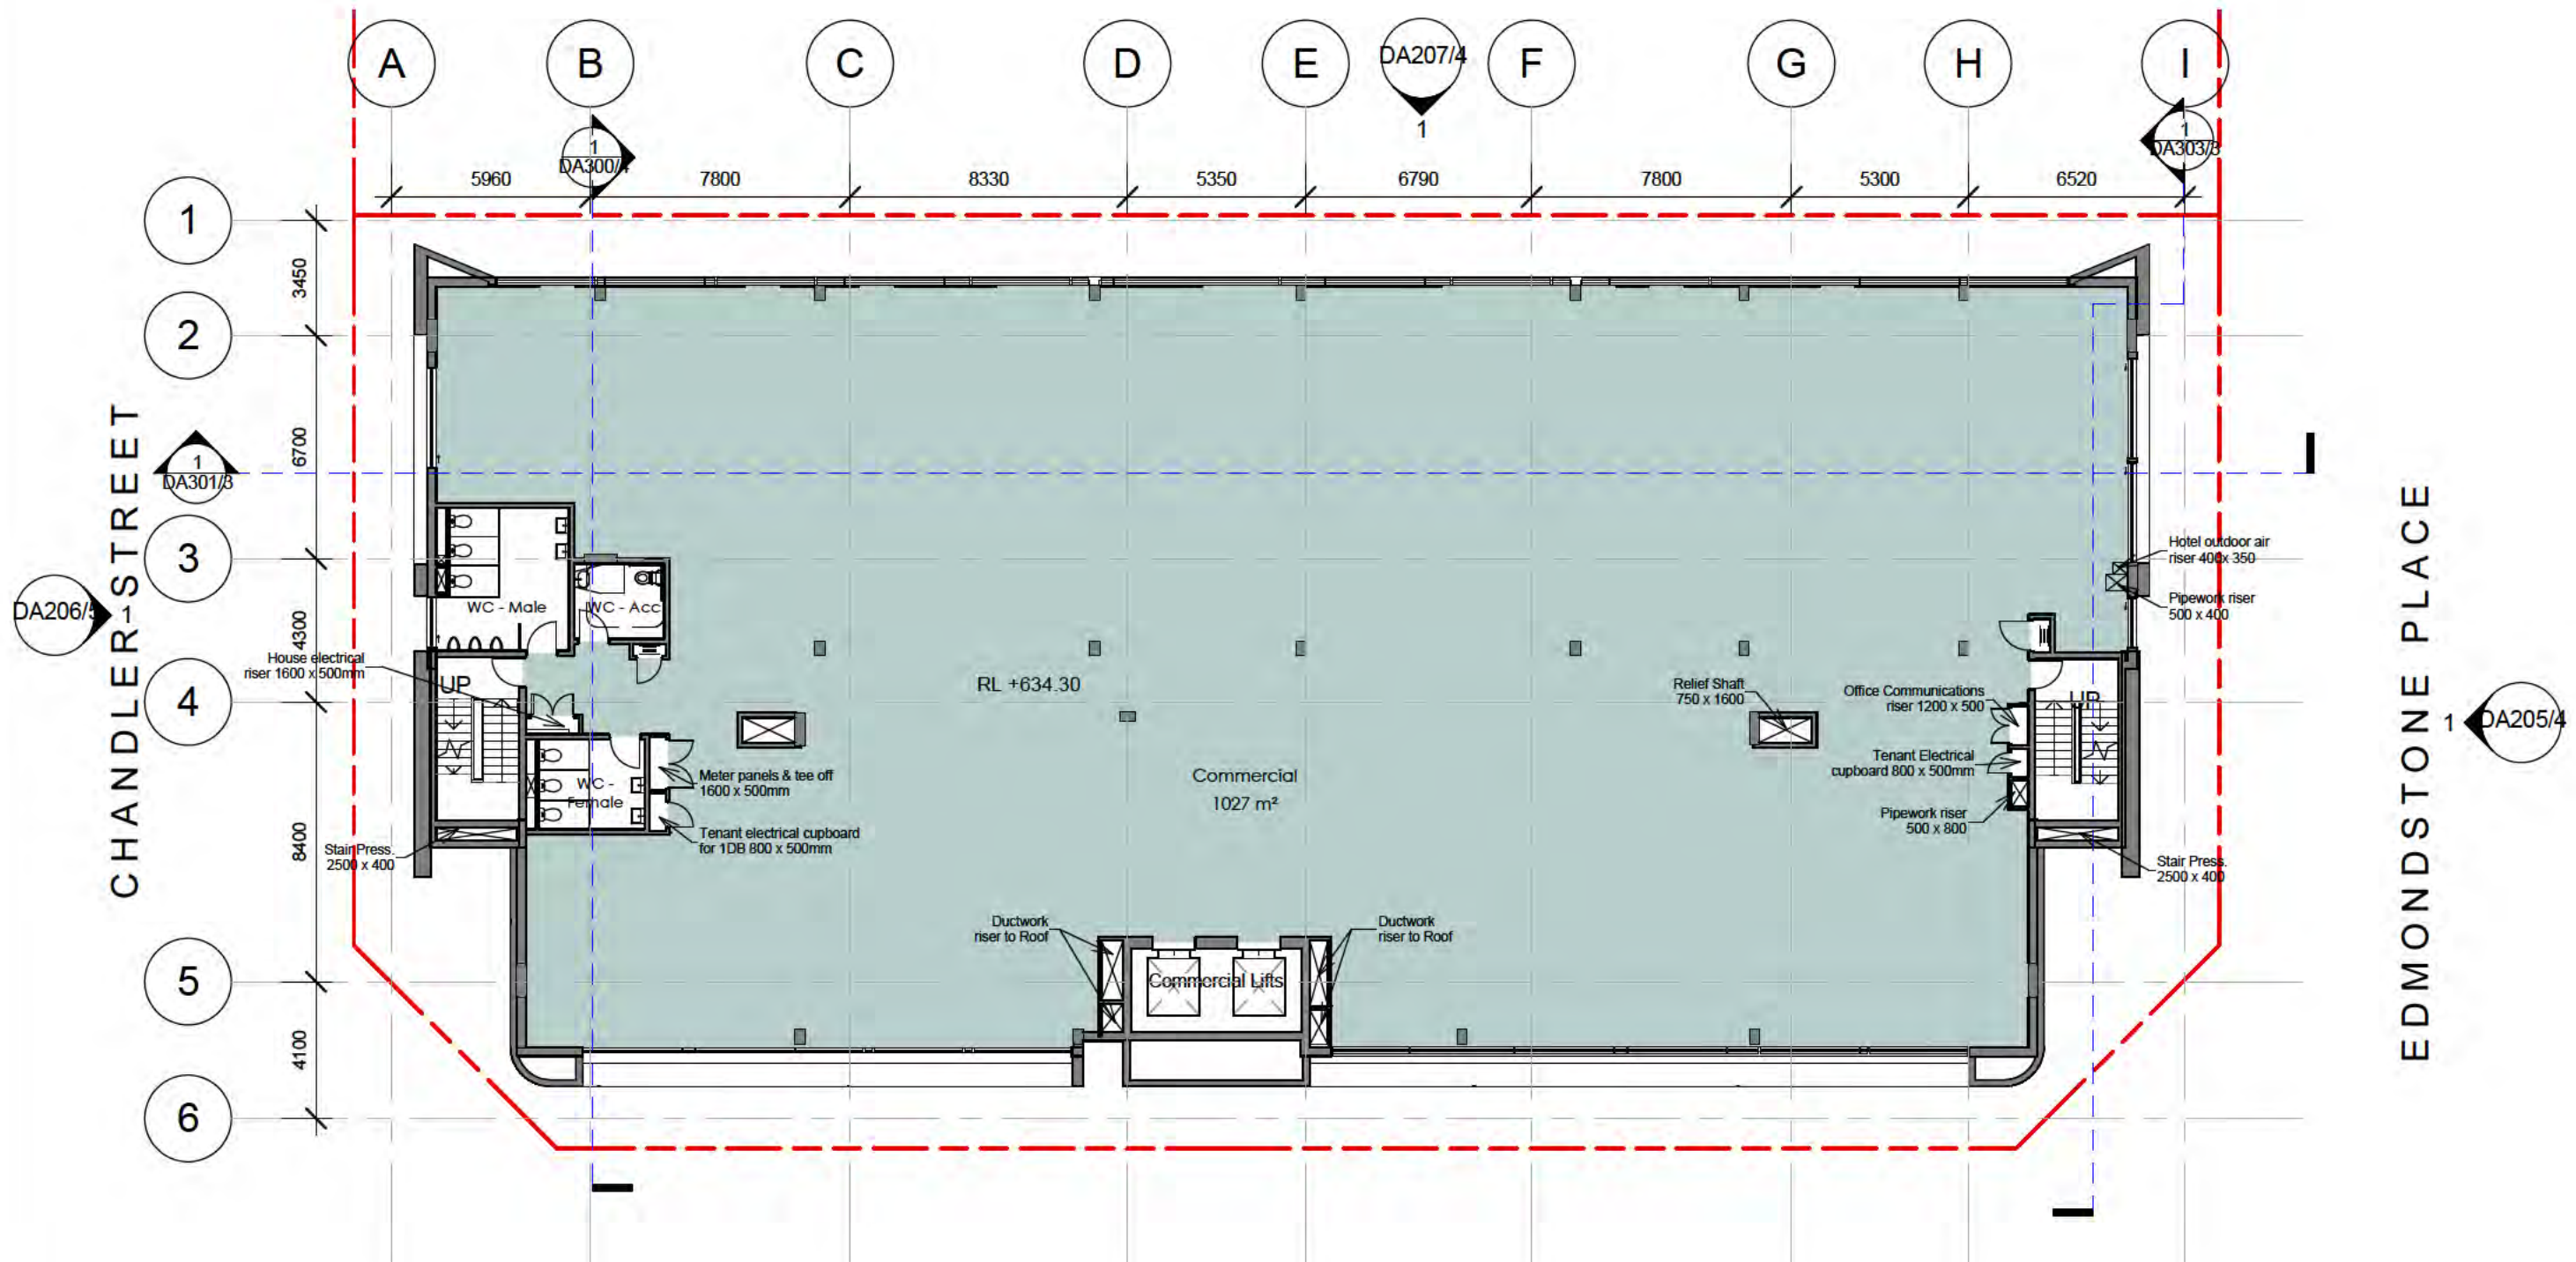 A
B
C
D
E
DA207/4
1
F
G
H
I
1
DA300/4
1
DA303/3
5960
7800
8330
5350
6790
7800
5300
6520
1
2
3
4
5
6
3450
6700
4300
8400
4100
CHANDLER STREET
1
DA301/3
DA206/5
1
EDMONDSTONE PLACE
1
DA205/4
WC - Male
WC - Acc
House electrical
riser 1600 x 500mm
UP
WC -
Female
Meter panels & tee off
1600 x 500mm
Tenant electrical cupboard
for 1DB 800 x 500mm
Stair Press.
2500 x 400
RL +634.30
Commercial
1027 m²
Relief Shaft
750 x 1600
Hotel outdoor air
riser 400x 350
Pipework riser
500 x 400
Office Communications
riser 1200 x 500
UP
Tenant Electrical
cupboard 800 x 500mm
Pipework riser
500 x 800
Stair Press.
2500 x 400
Ductwork
riser to Roof
Commercial Lifts
Ductwork
riser to Roof